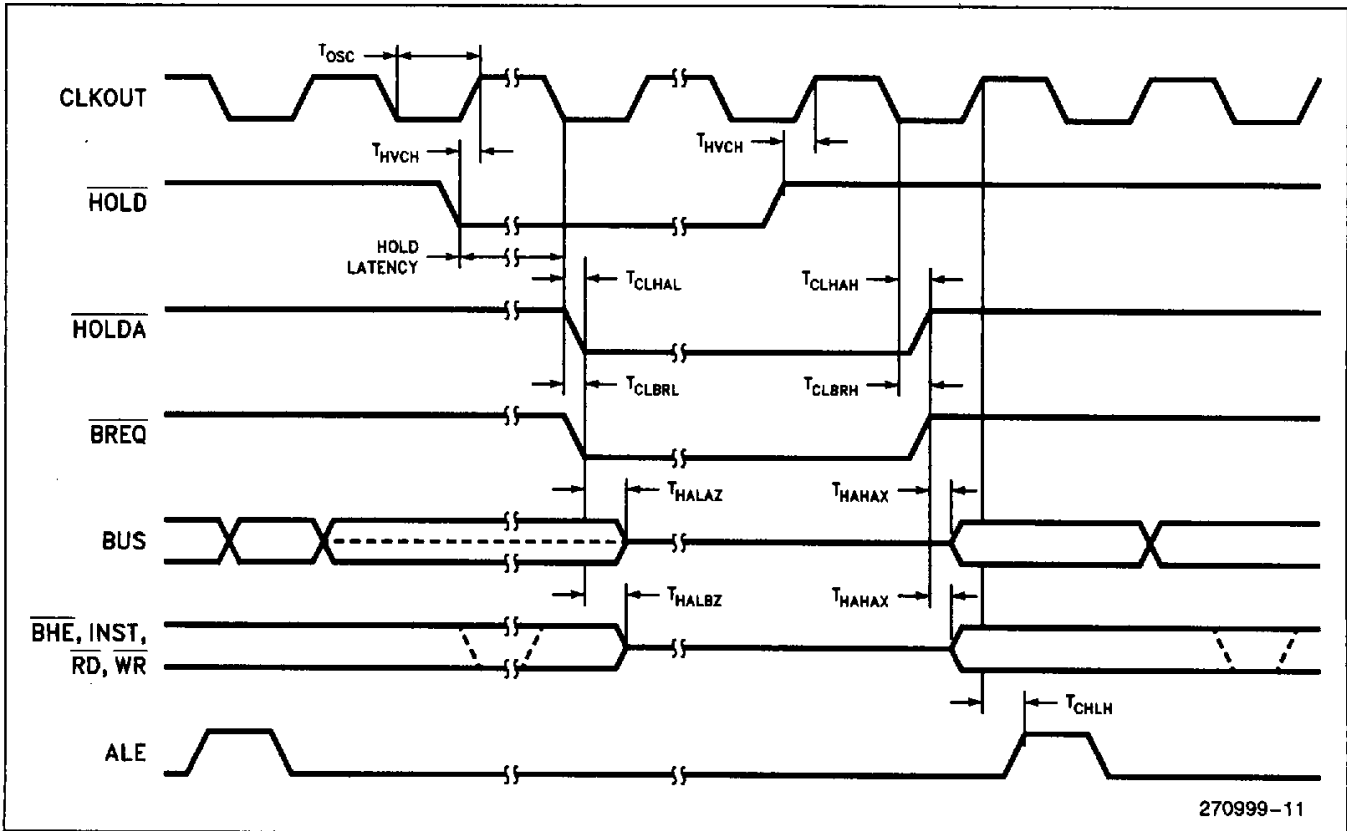 T_OSC
CLKOUT
T_HVCH
T_HVCH
HOLD
HOLD
LATENCY
T_CLHAL
T_CLHAH
HOLDA
T_CLBRL
T_CLBRH
BREQ
T_HALAZ
T_HAHAX
BUS
T_HALBZ
T_HAHAX
BHE, INST,
RD, WR
T_CHLH
ALE
270999-11